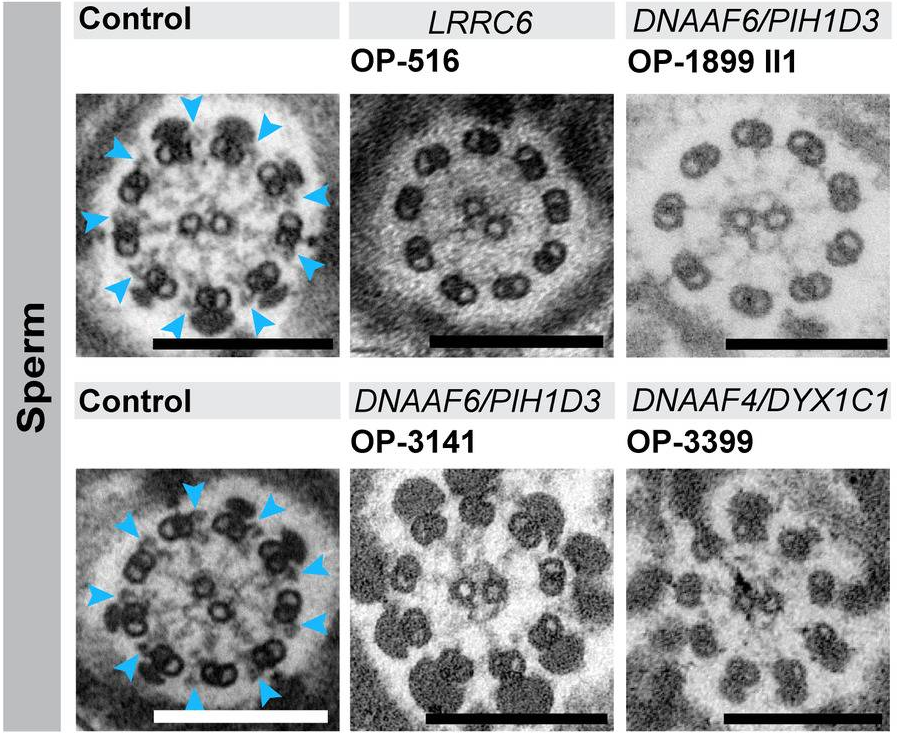 Sperm
Control
LRRC6
DNAAF6/PIH1D3
OP-516
OP-1899 II1
Control
DNAAF6/PIH1D3
DNAAF4/DYX1C1
OP-3141
OP-3399